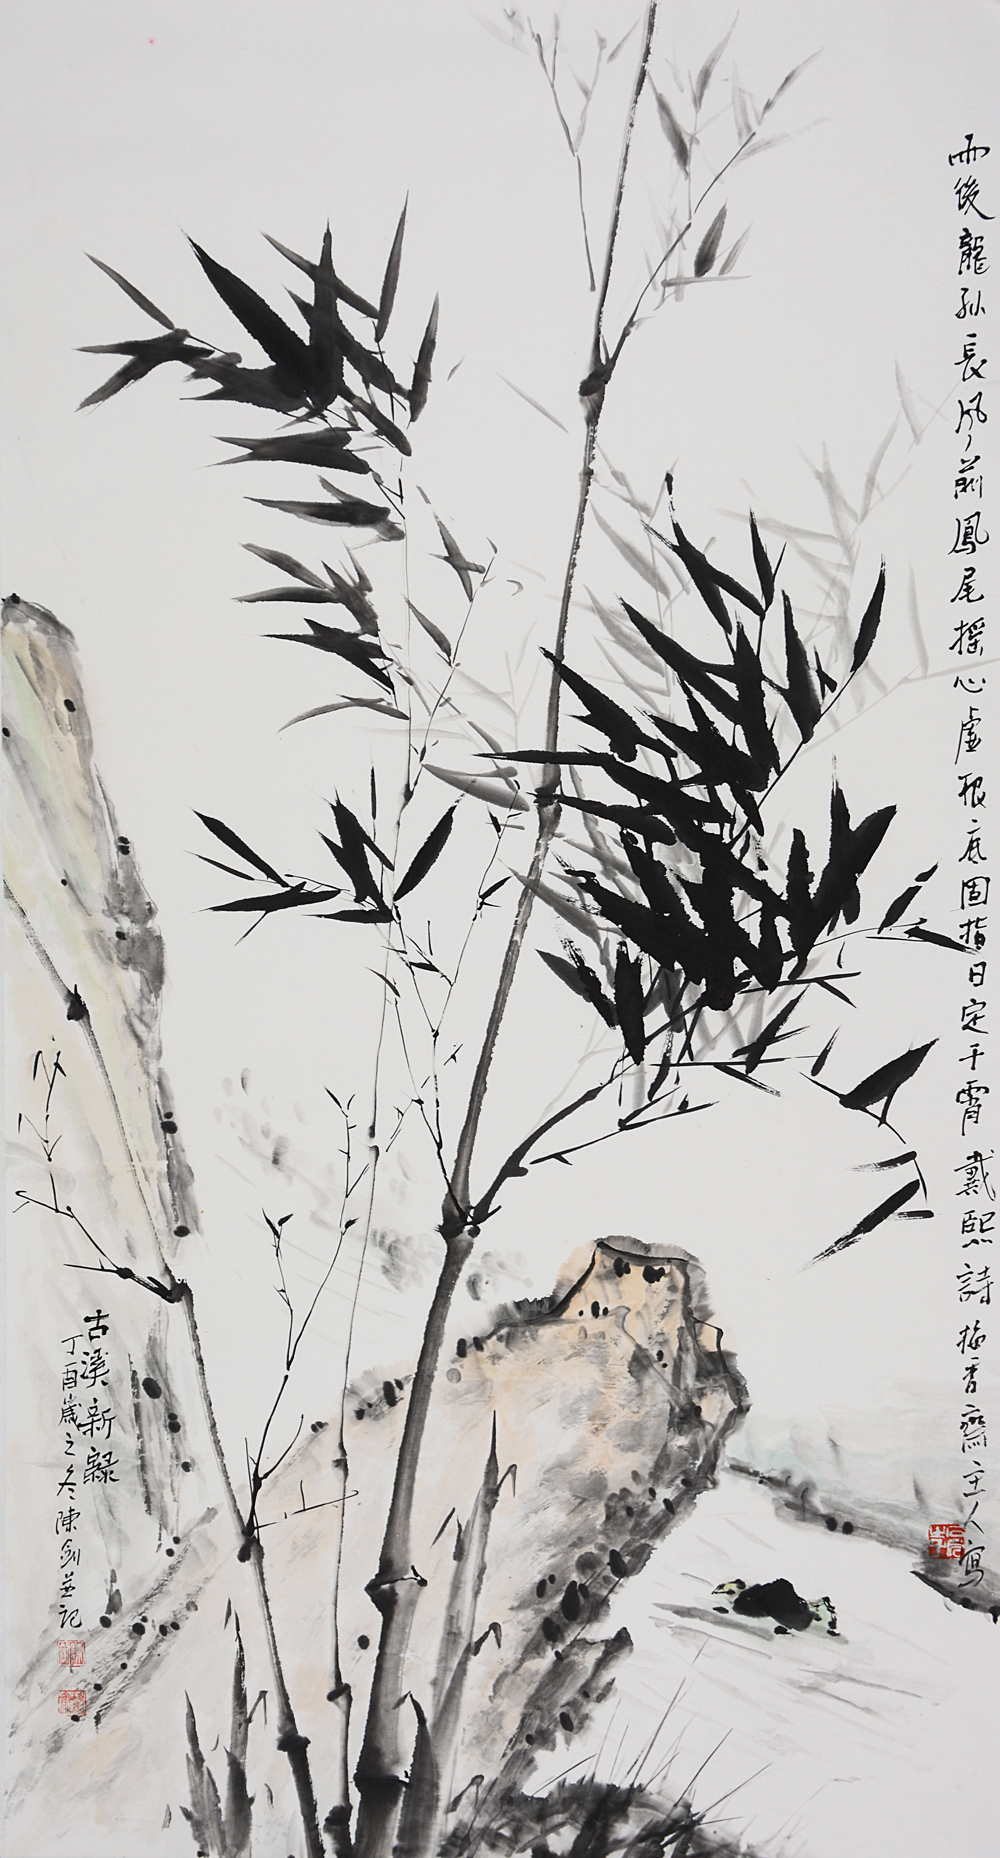 雨後龍孫長風前鳳尾搖心虛根底固指日定干霄戴熙詩梅香齋主人寫
古溪新綠
丁酉歲之冬陳劍並記